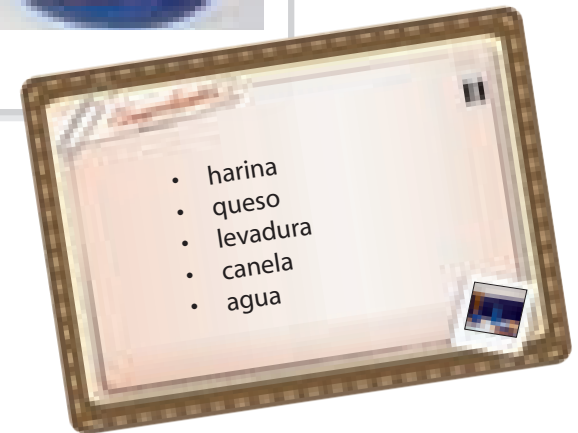 • harina
• queso
• levadura
• canela
• agua